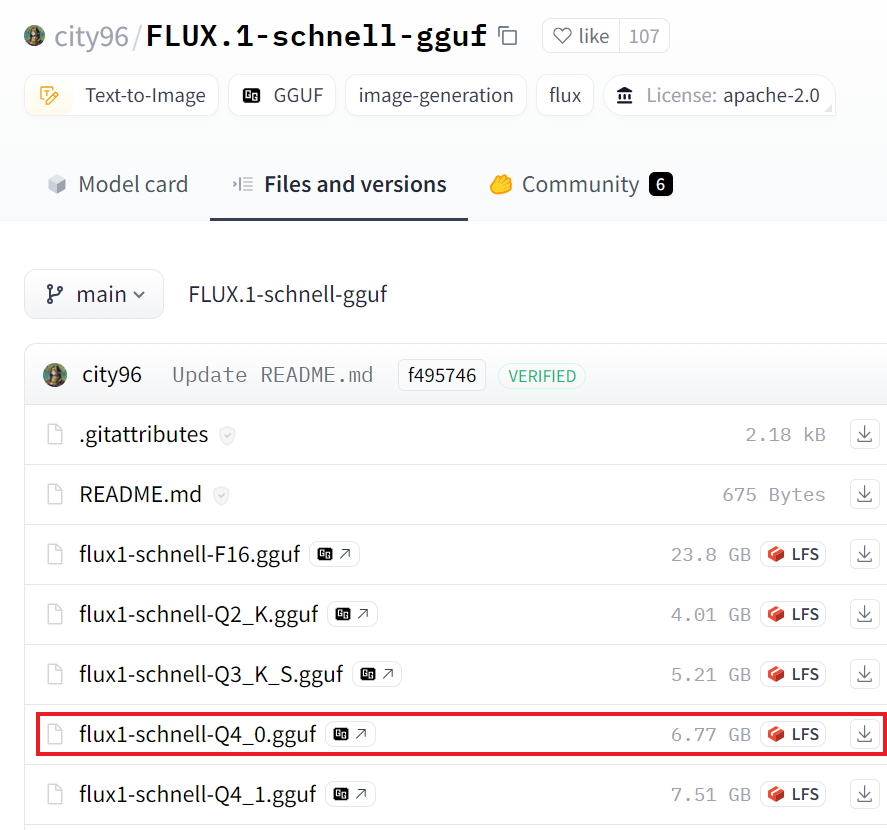 city96/FLUX.1-schnell-gguf like 107
Text-to-Image GGUF image-generation flux License: apache-2.0
Model card Files and versions Community 6
main FLUX.1-schnell-gguf
city96 Update README.md f495746 VERIFIED
.gitattributes 2.18 kB
README.md 675 Bytes
flux1-schnell-F16.gguf 23.8 GB LFS
flux1-schnell-Q2_K.gguf 4.01 GB LFS
flux1-schnell-Q3_K_S.gguf 5.21 GB LFS
flux1-schnell-Q4_0.gguf 6.77 GB LFS
flux1-schnell-Q4_1.gguf 7.51 GB LFS